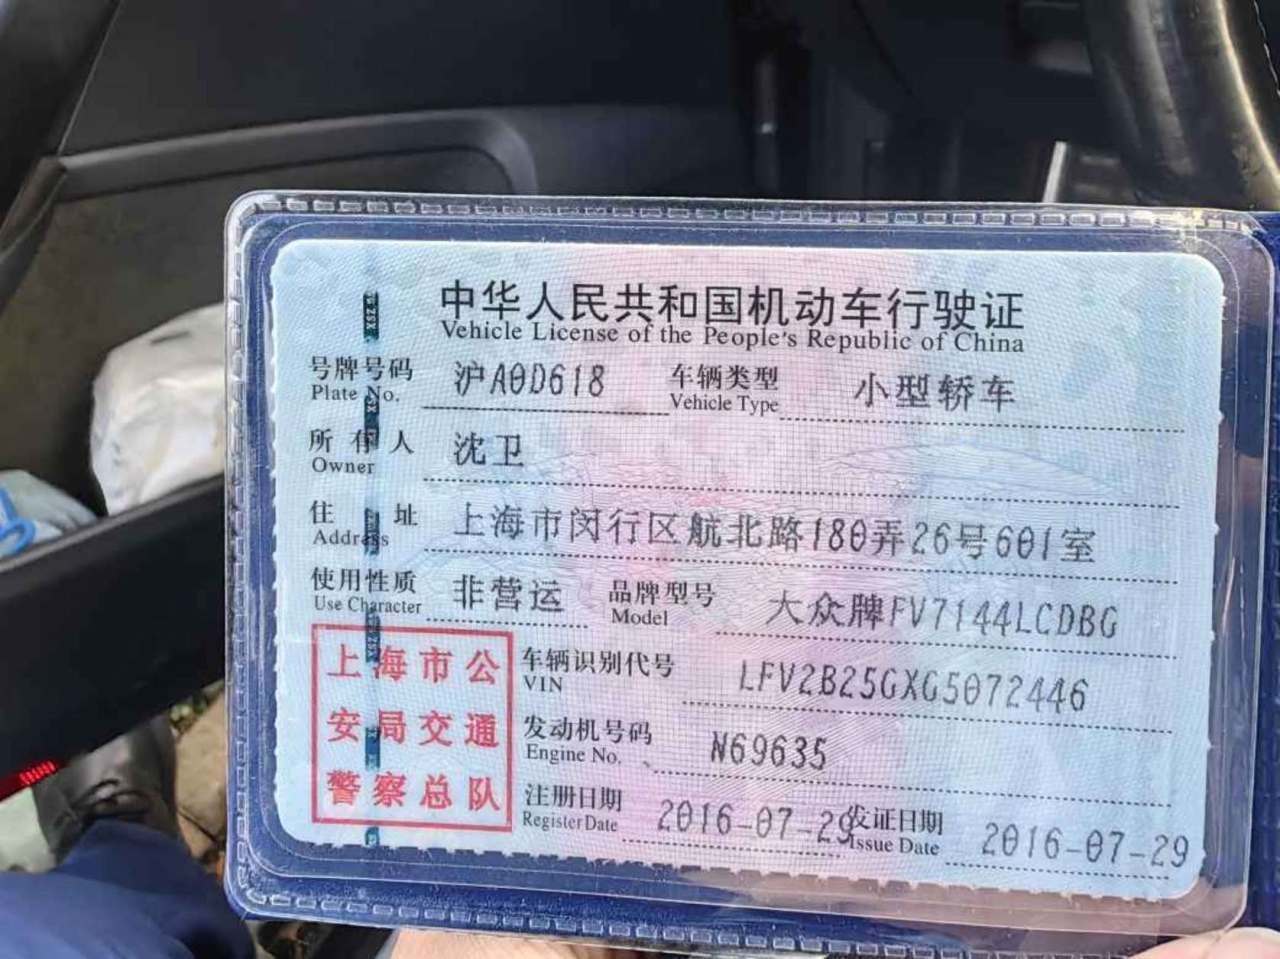 中华人民共和国机动车行驶证
Vehicle License of the People's Republic of China
号牌号码 沪A0D618 车辆类型 小型轿车
Plate No. Vehicle Type
所有人 沈卫
Owner
住址 上海市闵行区航北路180弄26号601室
Address
使用性质 非营运 品牌型号 大众牌FV7144LCDBG
Use Character Model
上海市公
安局交通
警察总队
车辆识别代号 LFV2B25GXG5072446
VIN
发动机号码 N69635
Engine No.
注册日期 2016-07-29 发证日期 2016-07-29
Register Date Issue Date